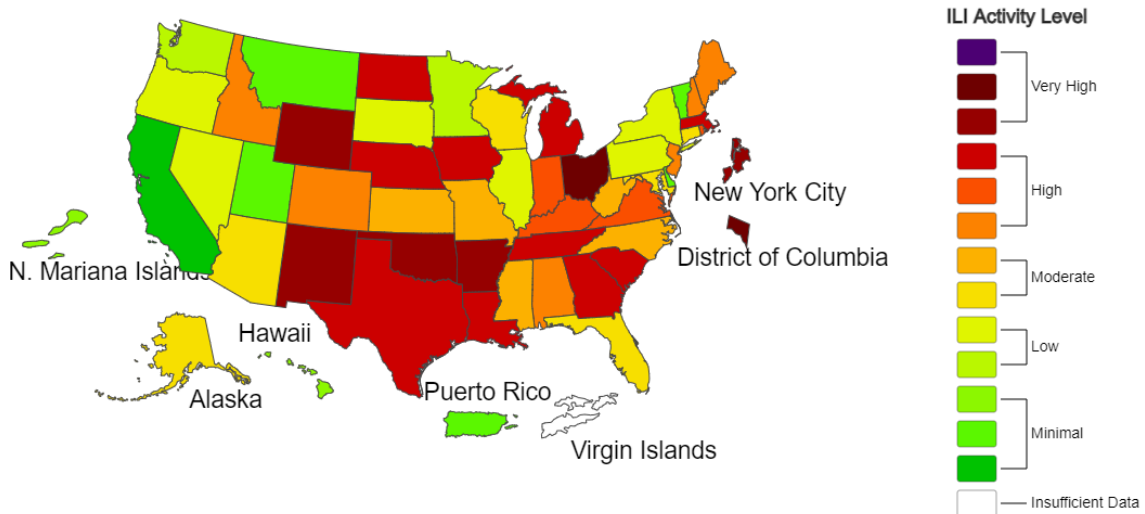 ILI Activity Level
Very High
High
Moderate
Low
Minimal
Insufficient Data
New York City
District of Columbia
N. Mariana Islands
Hawaii
Alaska
Puerto Rico
Virgin Islands